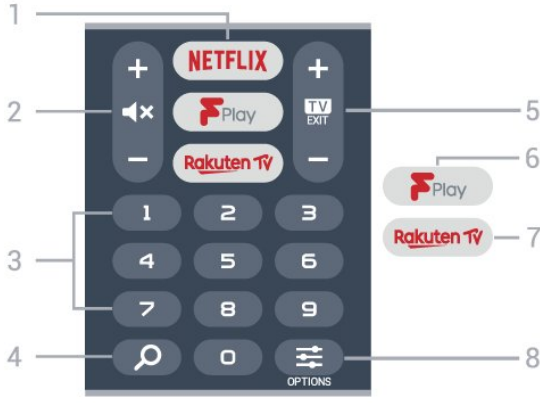 1
+ NETFLIX +
2
F Play
TV
EXIT
5
- Rakuten TV -
6
F Play
1 2 3
Rakuten TV
7
3
4 5 6
7 8 9
4
0
8
OPTIONS